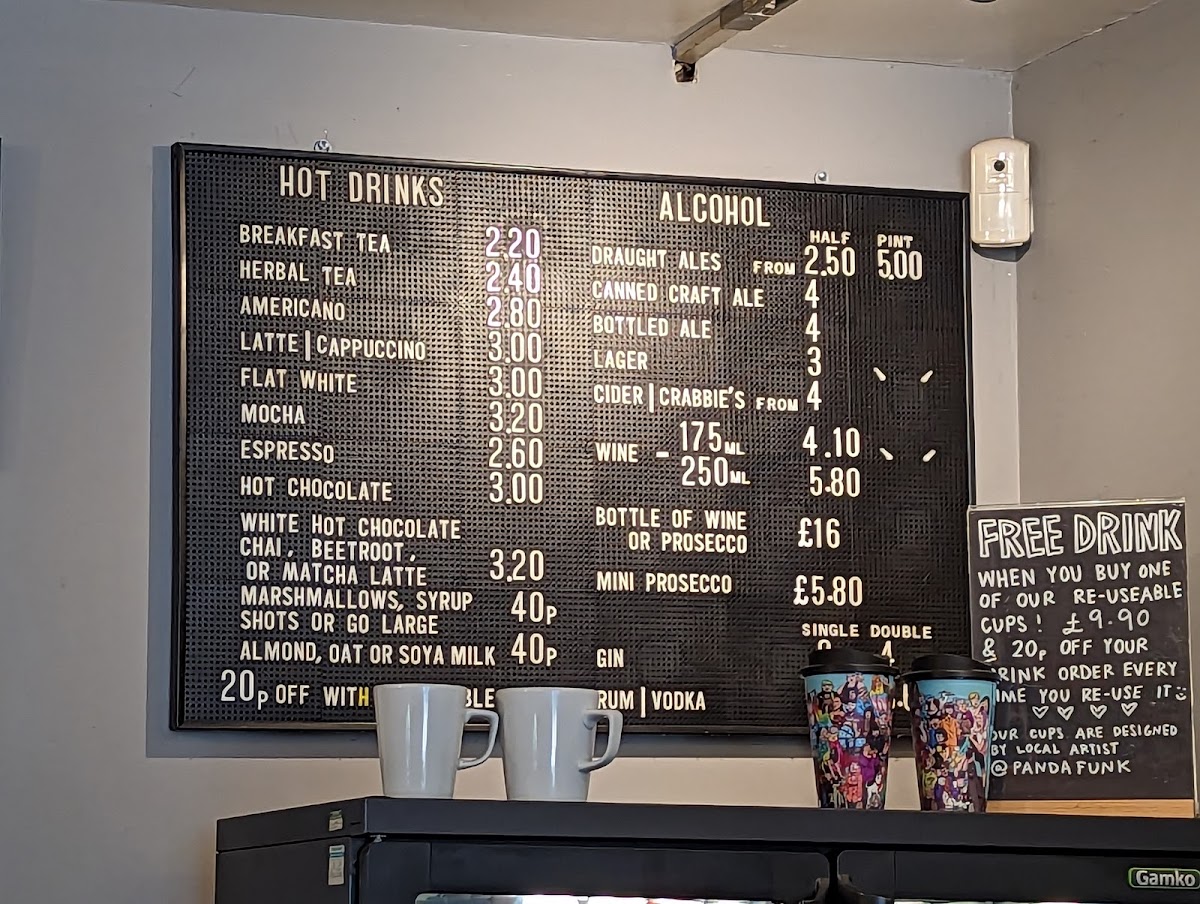 HOT DRINKS
BREAKFAST TEA 2.20
HERBAL TEA 2.40
AMERICANO 2.80
LATTE | CAPPUCCINO 3.00
FLAT WHITE 3.00
MOCHA 3.20
ESPRESSO 2.60
HOT CHOCOLATE 3.00
WHITE HOT CHOCOLATE
CHAI, BEETROOT,
OR MATCHA LATTE 3.20
MARSHMALLOWS, SYRUP
SHOTS OR GO LARGE 40P
ALMOND, OAT OR SOYA MILK 40P
20P OFF WITH
ALCOHOL
HALF PINT
DRAUGHT ALES FROM 2.50 5.00
CANNED CRAFT ALE 4
BOTTLED ALE 4
LAGER 3
CIDER | CRABBIE'S FROM 4
WINE - 175ML 4.10
250ML 5.80
BOTTLE OF WINE
OR PROSECCO £16
MINI PROSECCO £5.80
SINGLE DOUBLE
GIN
RUM | VODKA
FREE DRINK
WHEN YOU BUY ONE
OF OUR RE-USEABLE
CUPS! £9.90
& 20p OFF YOUR
DRINK ORDER EVERY
TIME YOU RE-USE IT
OUR CUPS ARE DESIGNED
BY LOCAL ARTIST
@PANDAFUNK
Gamko